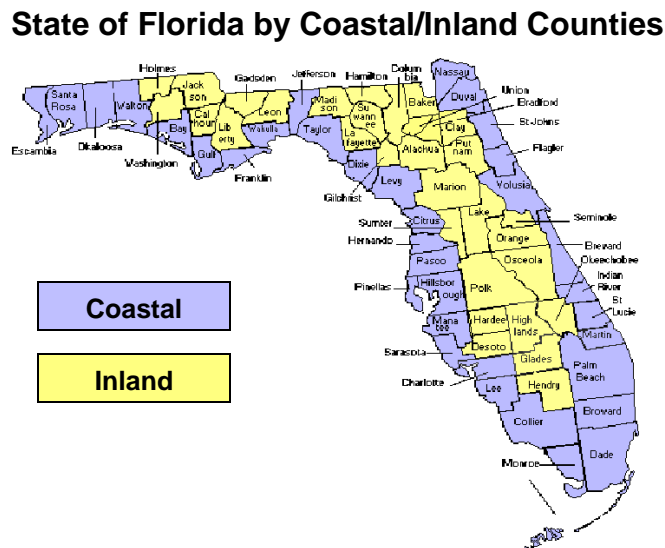 State of Florida by Coastal/Inland Counties
Holmes
Jack
son
Gadsden
Jefferson
Hamilton
Colum
bia
Nassau
Santa
Rosa
Walton
Leon
Madi
son
Su
wann
ee
Baker
Duval
Union
Bradford
Cal
houn
Bay
Lib
erty
Wakulla
Taylor
La
fayette
Clay
St Johns
Escambia
Okaloosa
Washington
Gulf
Franklin
Dixie
Alachua
Put
nam
Flagler
Gilchrist
Levy
Marion
Volusia
Sumter
Citrus
Lake
Seminole
Hernando
Orange
Brevard
Pasco
Osceola
Okeechobee
Pinellas
Hillsbor
ough
Polk
Indian
River
Coastal
Mana
tee
Hardee
High
lands
St
Lucie
Desoto
Martin
Sarasota
Glades
Inland
Charlotte
Lee
Hendry
Palm
Beach
Collier
Broward
Monroe
Dade